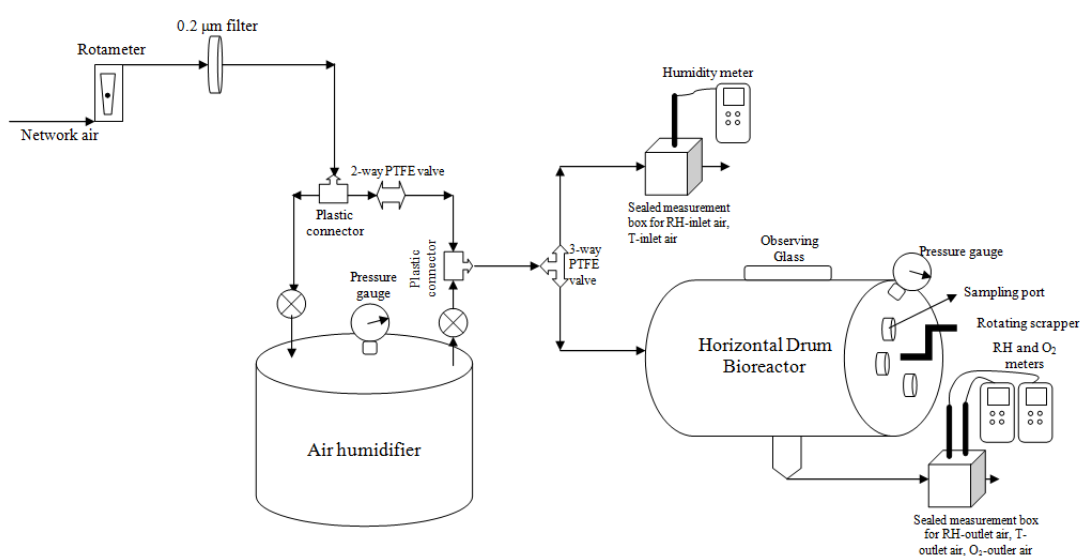 0.2 µm filter
Rotameter
Network air
Humidity meter
2-way PTFE valve
Plastic
connector
Sealed measurement
box for RH-inlet air,
T-inlet air
Plastic
connector
3-way
PTFE
valve
Observing
Glass
Pressure gauge
Pressure
gauge
Sampling port
Rotating scrapper
Horizontal Drum
Bioreactor
RH and O₂
meters
Air humidifier
Sealed measurement box
for RH-outlet air, T-
outlet air, O₂-outler air